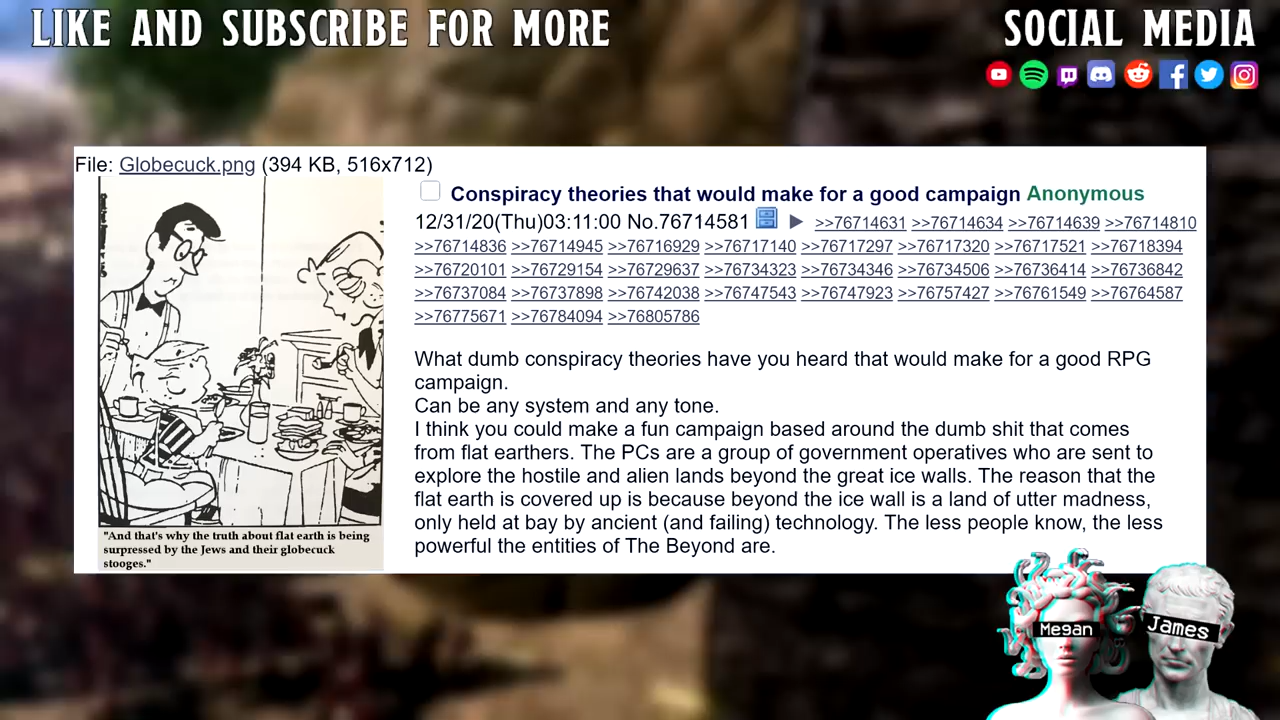 LIKE AND SUBSCRIBE FOR MORE
SOCIAL MEDIA
File: Globecuck.png (394 KB, 516x712)
Conspiracy theories that would make for a good campaign Anonymous
12/31/20(Thu)03:11:00 No.76714581 ▶ >>76714631 >>76714634 >>76714639 >>76714810
>>76714836 >>76714945 >>76716929 >>76717140 >>76717297 >>76717320 >>76717521 >>76718394
>>76720101 >>76729154 >>76729637 >>76734323 >>76734346 >>76734506 >>76736414 >>76736842
>>76737084 >>76737898 >>76742038 >>76747543 >>76747923 >>76757427 >>76761549 >>76764587
>>76775671 >>76784094 >>76805786
What dumb conspiracy theories have you heard that would make for a good RPG
campaign.
Can be any system and any tone.
I think you could make a fun campaign based around the dumb shit that comes
from flat earthers. The PCs are a group of government operatives who are sent to
explore the hostile and alien lands beyond the great ice walls. The reason that the
flat earth is covered up is because beyond the ice wall is a land of utter madness,
only held at bay by ancient (and failing) technology. The less people know, the less
powerful the entities of The Beyond are.
"And that's why the truth about flat earth is being
surpressed by the Jews and their globecuck
stooges."
Megan
James